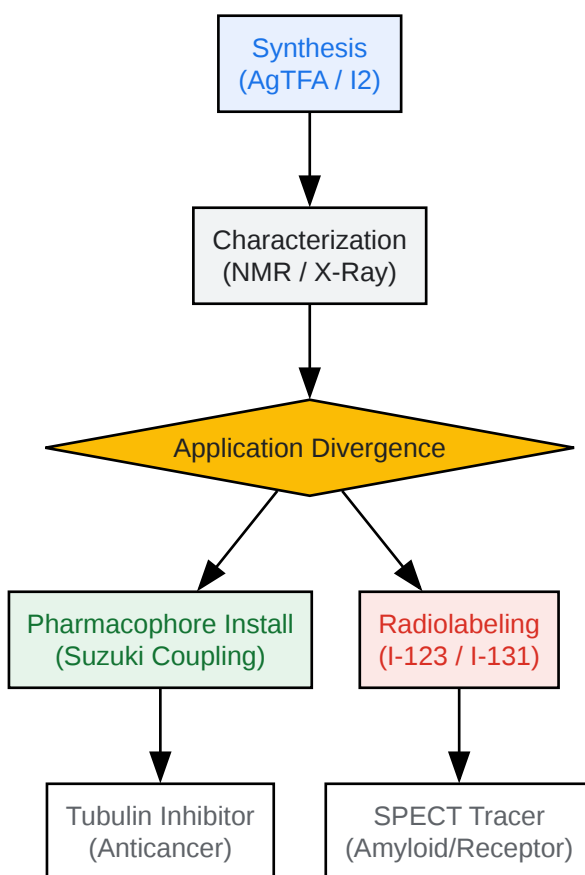 Synthesis
(AgTFA / I2)
Characterization
(NMR / X-Ray)
Application Divergence
Pharmacophore Install
(Suzuki Coupling)
Radiolabeling
(I-123 / I-131)
Tubulin Inhibitor
(Anticancer)
SPECT Tracer
(Amyloid/Receptor)